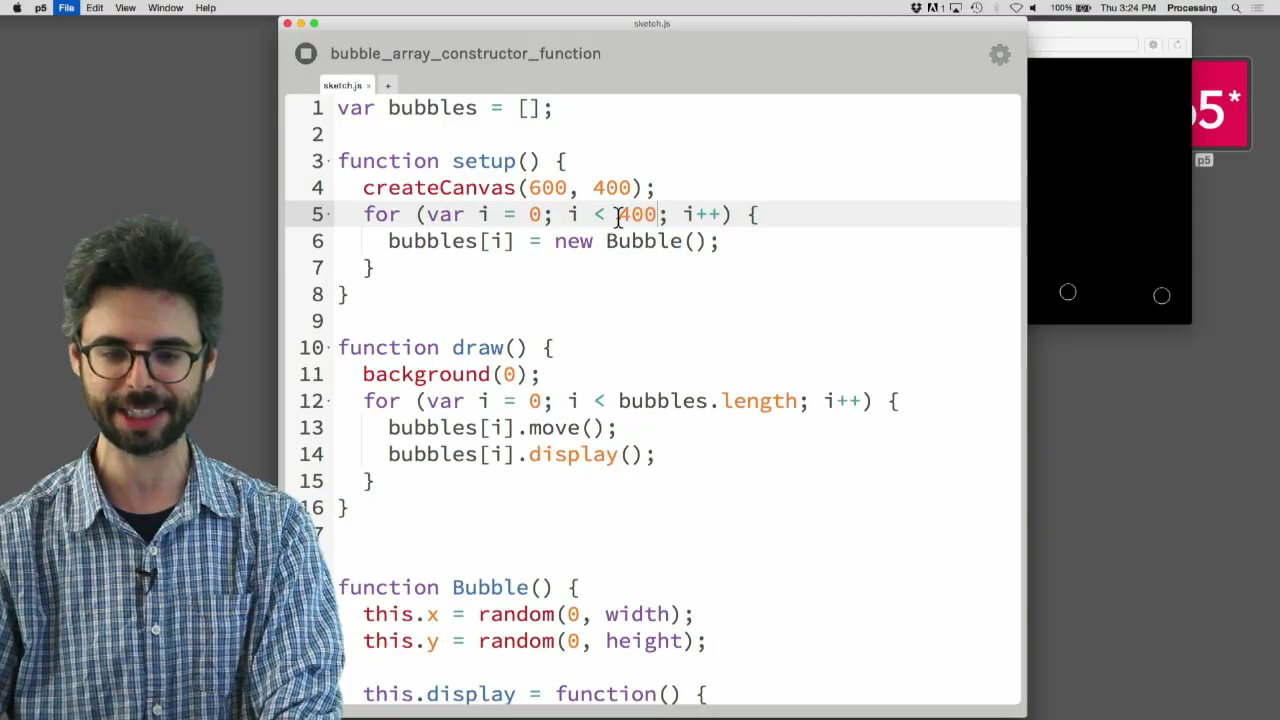 p5 File Edit View Window Help 1 100% Thu 3:24 PM Processing
sketch.js
bubble_array_constructor_function
sketch.js × +
1 var bubbles = [];
2
3 function setup() {
4 createCanvas(600, 400);
5 for (var i = 0; i < 400; i++) {
6 bubbles[i] = new Bubble();
7 }
8 }
9
10 function draw() {
11 background(0);
12 for (var i = 0; i < bubbles.length; i++) {
13 bubbles[i].move();
14 bubbles[i].display();
15 }
16 }
function Bubble() {
this.x = random(0, width);
this.y = random(0, height);
this.display = function() {
p5*
p5